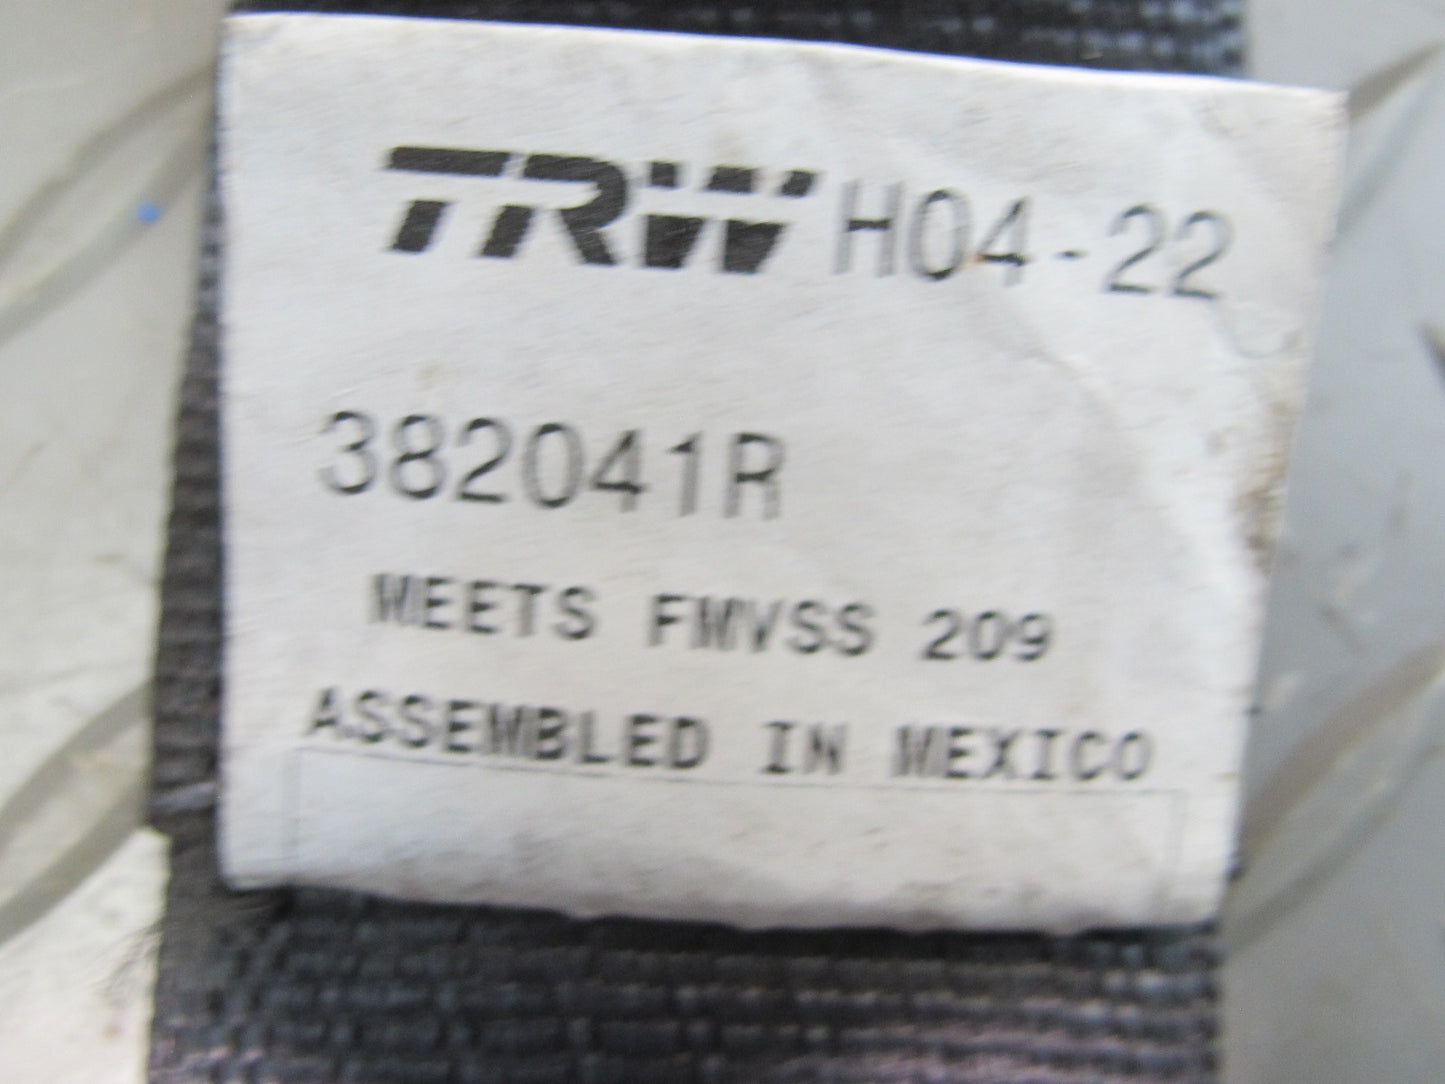 TRW H04-22
382041R
MEETS FMVSS 209
ASSEMBLED IN MEXICO